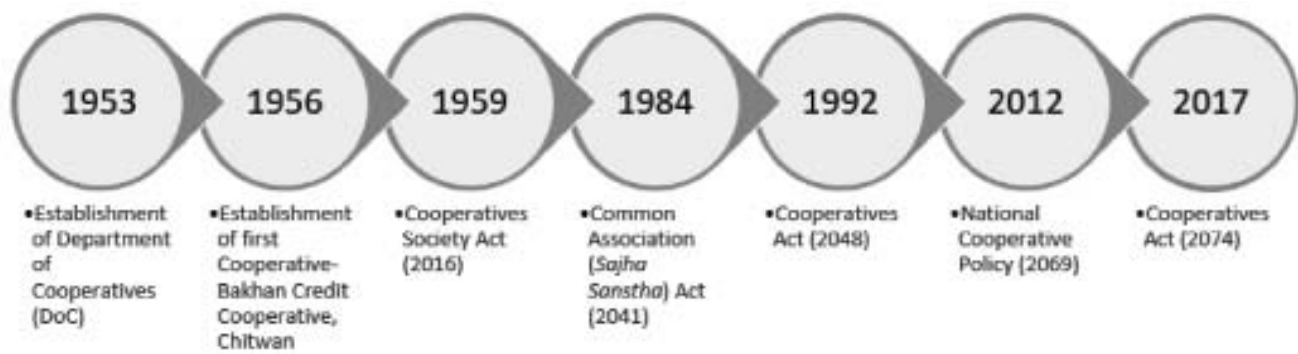 1953
1956
1959
1984
1992
2012
2017
▪Establishment
of Department
of
Cooperatives
(DoC)
▪Establishment
of first
Cooperative-
Bakhan Credit
Cooperative,
Chitwan
▪Cooperatives
Society Act
(2016)
▪Common
Association
(Sajha
Sanstha) Act
(2041)
▪Cooperatives
Act (2048)
▪National
Cooperative
Policy (2069)
▪Cooperatives
Act (2074)